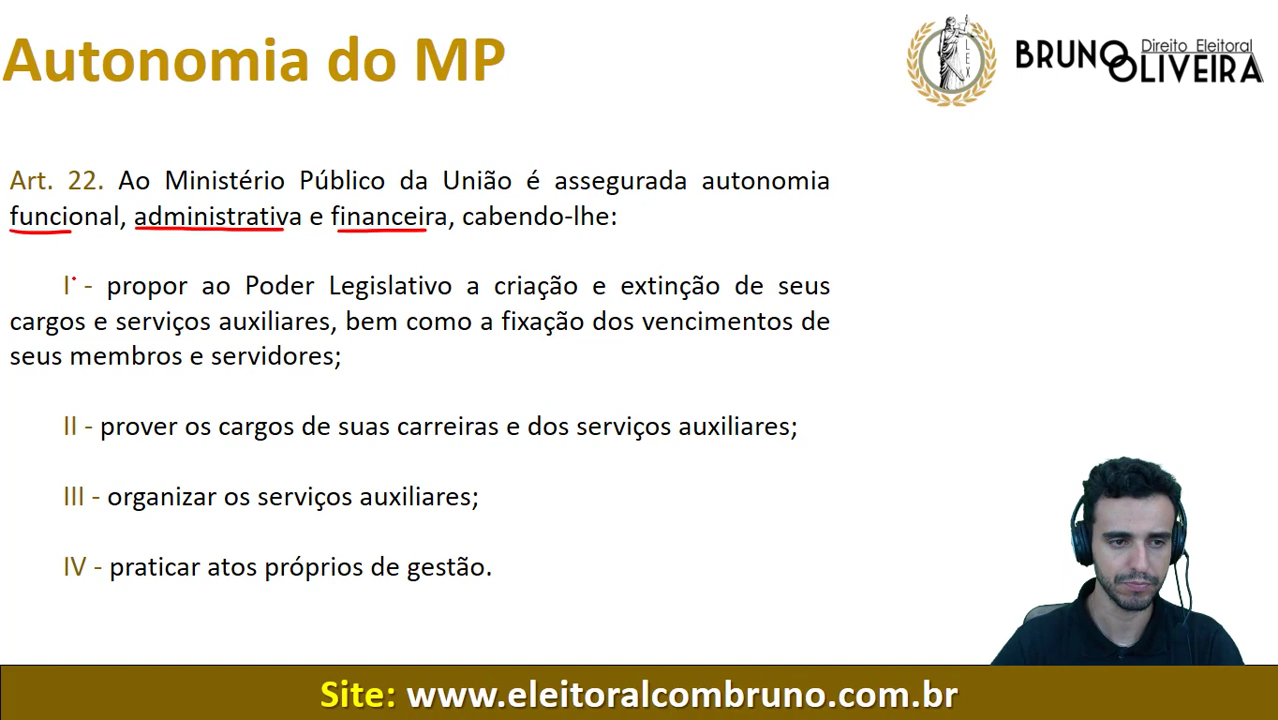 Autonomia do MP
LEX
BRUNO Direito Eleitoral
OLIVEIRA
Art. 22. Ao Ministério Público da União é assegurada autonomia
funcional, administrativa e financeira, cabendo-lhe:
I - propor ao Poder Legislativo a criação e extinção de seus
cargos e serviços auxiliares, bem como a fixação dos vencimentos de
seus membros e servidores;
II - prover os cargos de suas carreiras e dos serviços auxiliares;
III - organizar os serviços auxiliares;
IV - praticar atos próprios de gestão.
Site: www.eleitoralcombruno.com.br